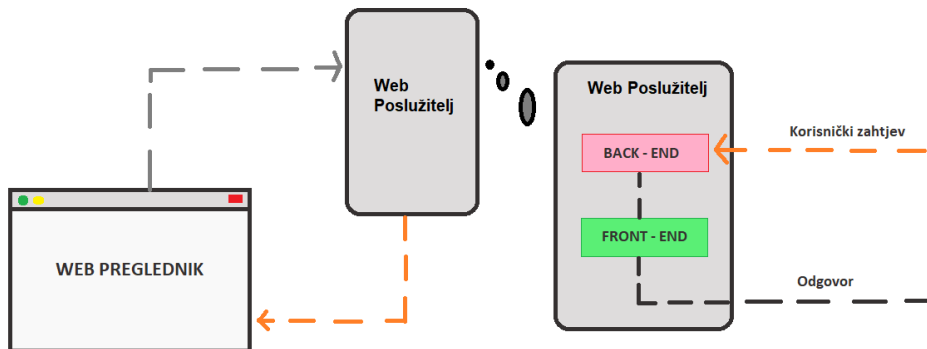 Web
Poslužitelj
Web Poslužitelj
Korisnički zahtjev
BACK - END
FRONT - END
WEB PREGLEDNIK
Odgovor